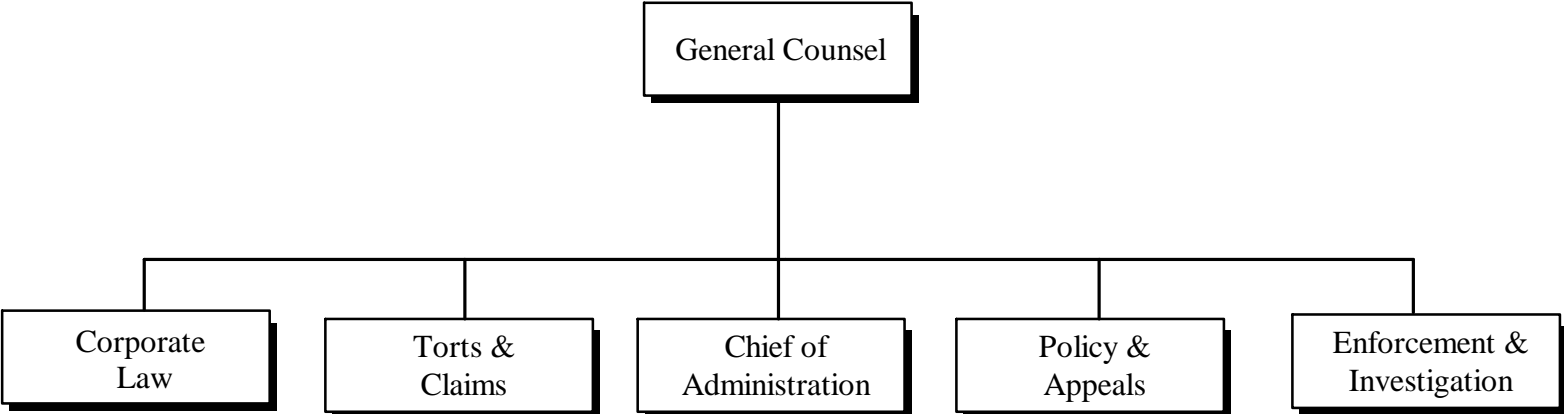 General Counsel
Corporate
Law
Torts &
Claims
Chief of
Administration
Policy &
Appeals
Enforcement &
Investigation